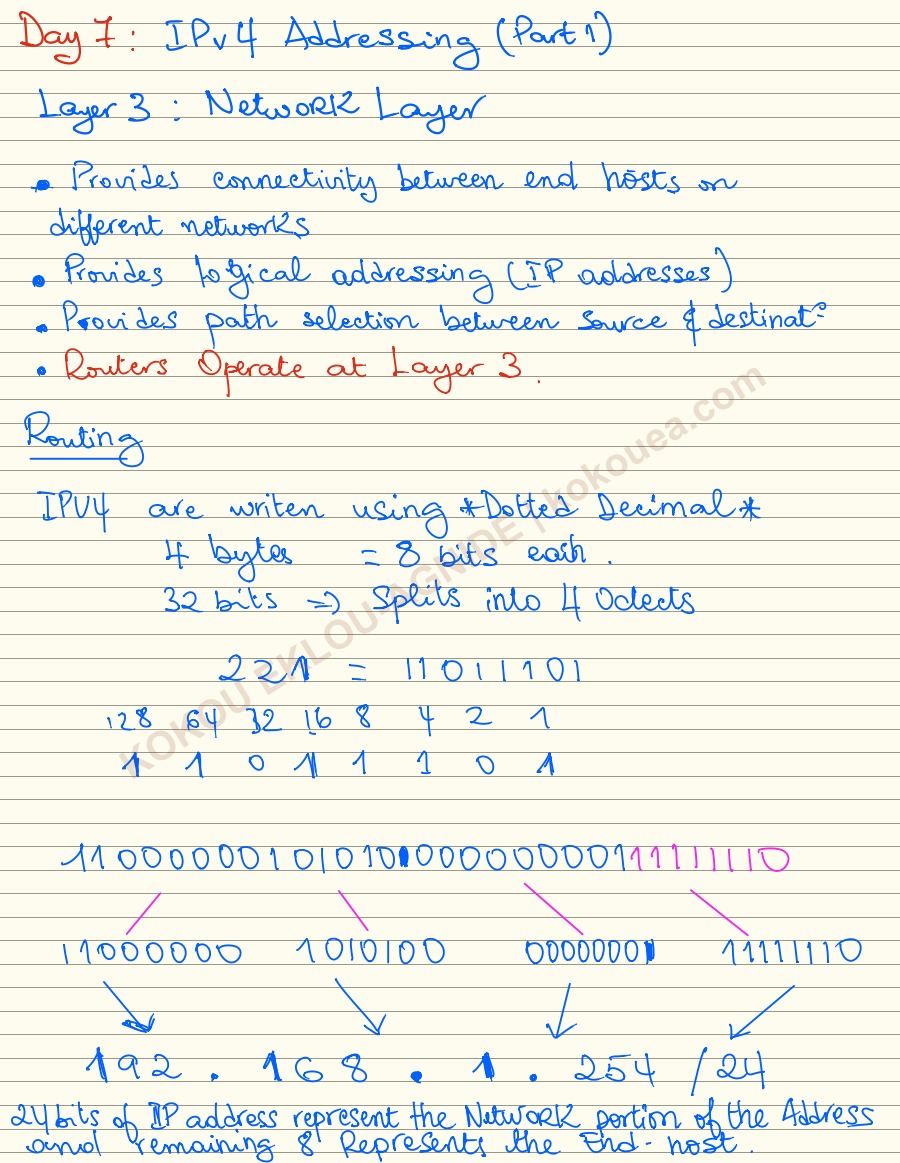 Day 7: IPv4 Addressing (Part 1)
Layer 3 : Network Layer
• Provides connectivity between end hosts on
different networks
• Provides logical addressing (IP addresses)
• Provides path selection between source & destinat°
• Routers Operate at Layer 3.
Routing
IPV4 are writen using *Dotted Decimal*
4 bytes = 8 bits each.
32 bits => Splits into 4 Octects
221 = 11011101
128 64 32 16 8 4 2 1
1 1 0 1 1 1 0 1
1100000010101010000000000111111110
11000000 1010100 00000001 11111110
192 . 168 . 1 . 254 /24
24 bits of IP address represent the Network portion of the Address
and remaining 8 Represents the End-host.
KOKOU EKLOU-AGNIDE | kokouea.com